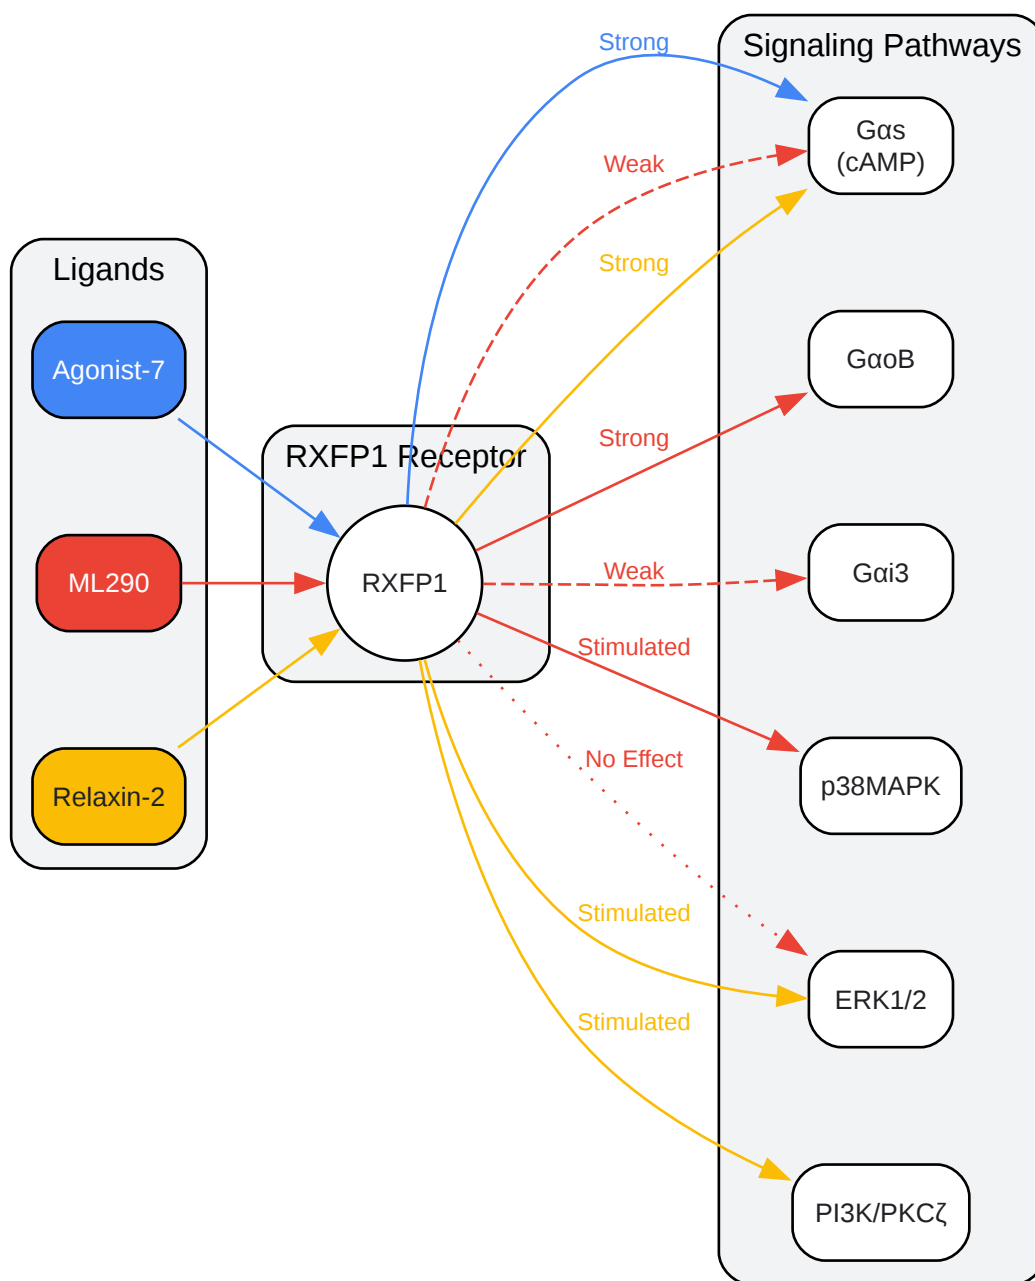 Ligands
Agonist-7
ML290
Relaxin-2
RXFP1 Receptor
RXFP1
Strong
Weak
Strong
Strong
Weak
Stimulated
No Effect
Stimulated
Stimulated
Signaling Pathways
Gαs
(cAMP)
GαoB
Gαi3
p38MAPK
ERK1/2
PI3K/PKCζ